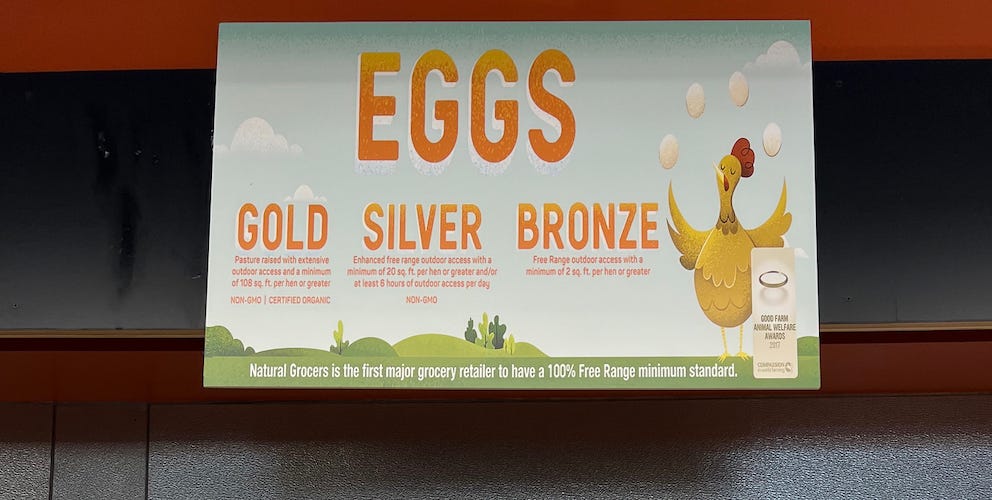 EGGS
GOLD
Pasture raised with extensive
outdoor access and a minimum
of 108 sq. ft. per hen or greater
NON-GMO | CERTIFIED ORGANIC
SILVER
Enhanced free range outdoor access with a
minimum of 20 sq. ft. per hen or greater and/or
at least 6 hours of outdoor access per day
NON-GMO
BRONZE
Free Range outdoor access with a
minimum of 2 sq. ft. per hen or greater
GOOD FARM
ANIMAL WELFARE
AWARDS
2017
COMPASSION
in world farming
Natural Grocers is the first major grocery retailer to have a 100% Free Range minimum standard.